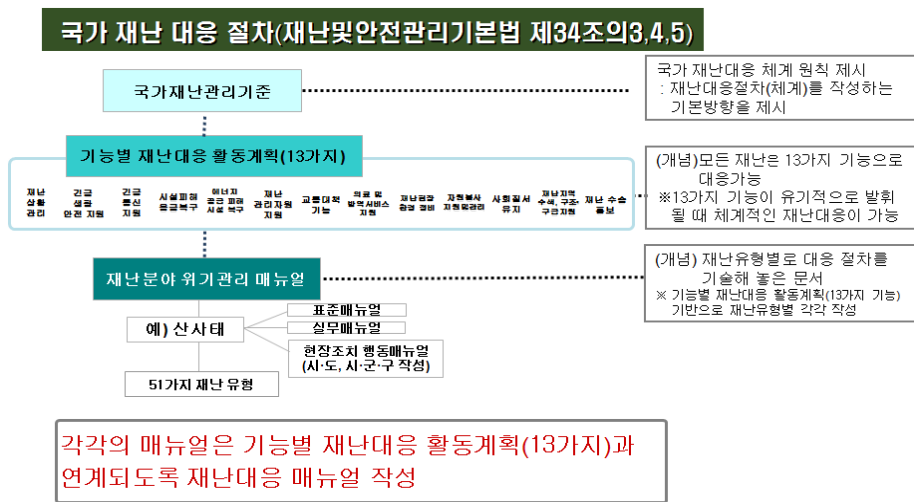 국가 재난 대응 절차(재난및안전관리기본법 제34조의3,4,5)
국가재난관리기준
국가 재난대응 체계 원칙 제시
: 재난대응절차(체계)를 작성하는
기본방향을 제시
기능별 재난대응 활동계획(13가지)
재난
상황
관리
긴급
생활
안전 지원
긴급
통신
지원
시설피해
응급복구
에너지
공급 피해
시설 복구
재난
관리자원
지원
교통대책
기능
의료 및
방역서비스
지원
재난현장
환경 정비
자원봉사
지원및관리
사회질서
유지
재난지역
수색, 구조·
구급지원
재난 수습
홍보
(개념)모든 재난은 13가지 기능으로
대응가능
※13가지 기능이 유기적으로 발휘
될 때 체계적인 재난대응이 가능
재난분야 위기관리 매뉴얼
(개념) 재난유형별로 대응 절차를
기술해 놓은 문서
※ 기능별 재난대응 활동계획(13가지 기능)
기반으로 재난유형별 각각 작성
예) 산사태
표준매뉴얼
실무매뉴얼
현장조치 행동매뉴얼
(시·도, 시·군·구 작성)
51가지 재난 유형
각각의 매뉴얼은 기능별 재난대응 활동계획(13가지)과
연계되도록 재난대응 매뉴얼 작성